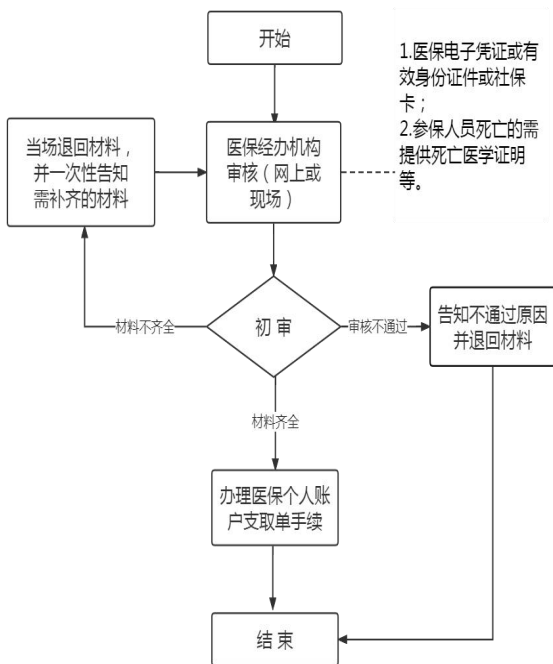 开始
1.医保电子凭证或有
效身份证件或社保
卡；
2.参保人员死亡的需
提供死亡医学证明
等。
当场退回材料，
并一次性告知
需补齐的材料
医保经办机构
审核（网上或
现场）
材料不齐全
初 审
审核不通过
告知不通过原因
并退回材料
材料齐全
办理医保个人账
户支取单手续
结 束